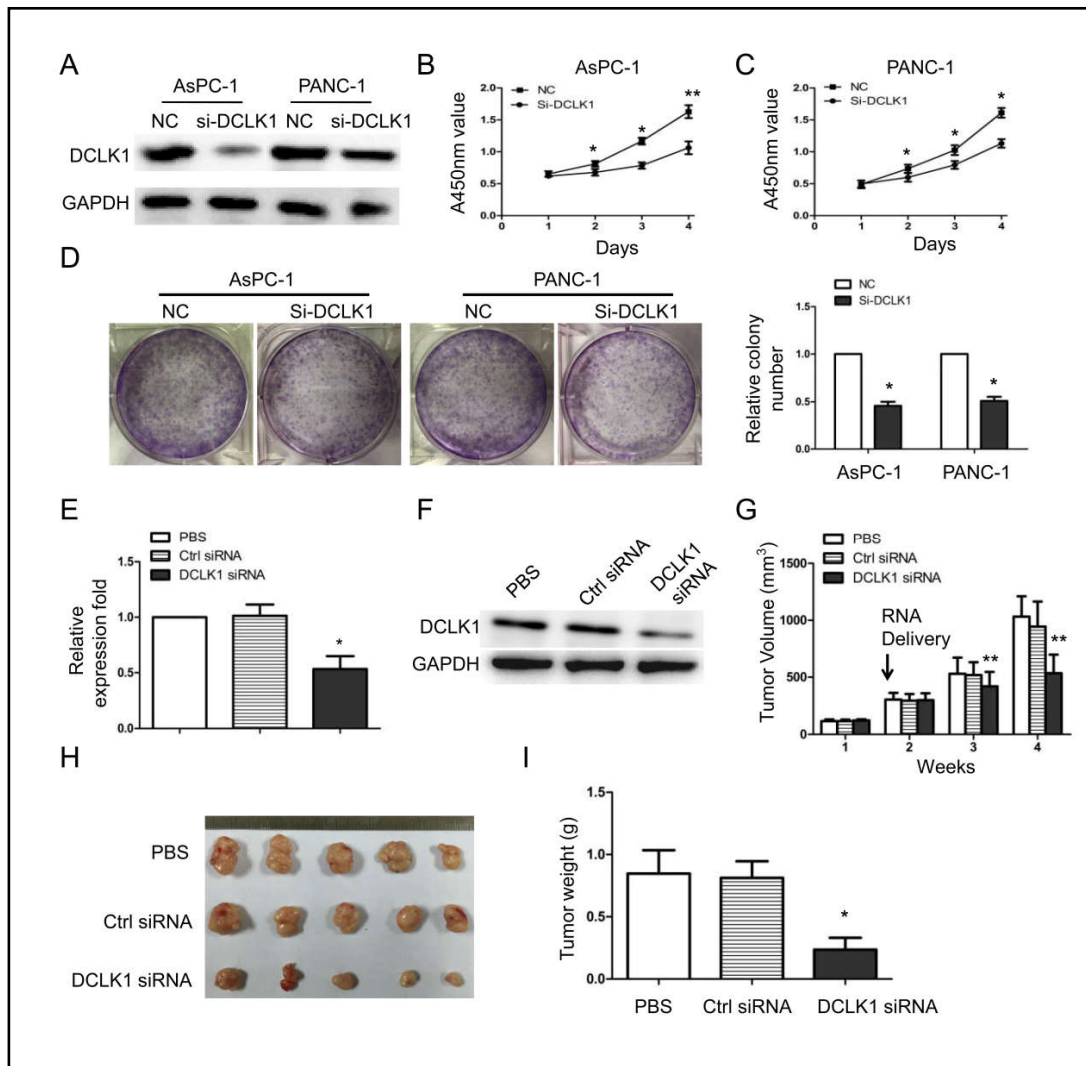 A
AsPC-1
PANC-1
NC si-DCLK1 NC si-DCLK1
DCLK1
GAPDH
B
AsPC-1
NC
Si-DCLK1
A450nm value
2.0
1.5
1.0
0.5
0.0
*
*
**
0 1 2 3 4
Days
C
PANC-1
NC
Si-DCLK1
A450nm value
2.0
1.5
1.0
0.5
0.0
*
*
*
0 1 2 3 4
Days
D
AsPC-1
PANC-1
NC Si-DCLK1 NC Si-DCLK1
NC
Si-DCLK1
Relative colony
number
1.0
0.5
0.0
*
*
AsPC-1 PANC-1
E
PBS
Ctrl siRNA
DCLK1 siRNA
Relative
expression fold
1.5
1.0
0.5
0.0
*
F
PBS
Ctrl siRNA
DCLK1
siRNA
DCLK1
GAPDH
G
PBS
Ctrl siRNA
DCLK1 siRNA
Tumor Volume (mm³)
1500
1000
500
0
RNA
Delivery
**
**
1 2 3 4
Weeks
H
PBS
Ctrl siRNA
DCLK1 siRNA
I
Tumor weight (g)
1.5
1.0
0.5
0.0
*
PBS Ctrl siRNA DCLK1 siRNA